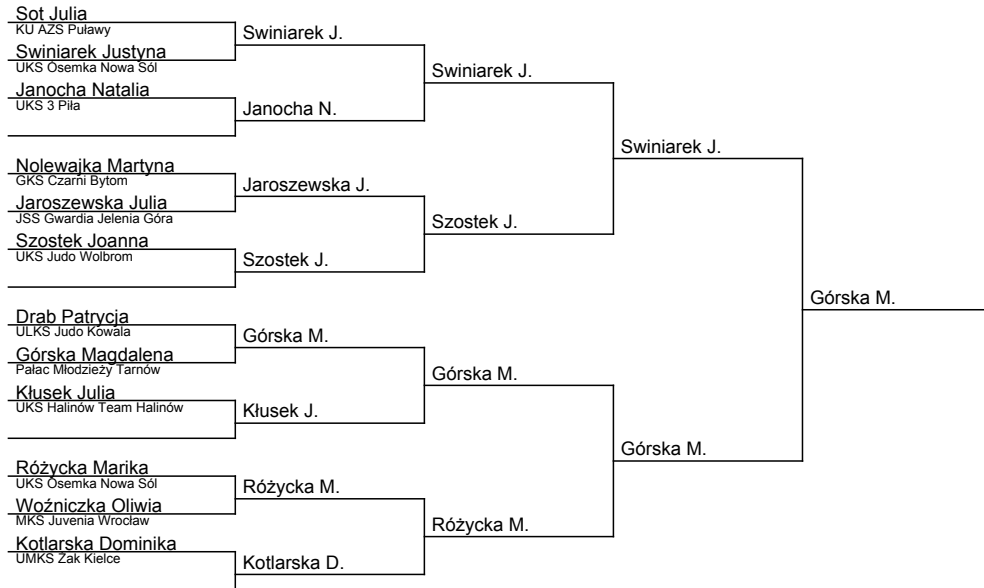 Sot Julia
KU AZS Puławy
Swiniarek Justyna
UKS Osemka Nowa Sól
Janocha Natalia
UKS 3 Piła
Nolewajka Martyna
GKS Czarni Bytom
Jaroszewska Julia
JSS Gwardia Jelenia Góra
Szostek Joanna
UKS Judo Wolbrom
Drab Patrycja
ULKS Judo Kowala
Górska Magdalena
Pałac Młodzieży Tarnów
Kłusek Julia
UKS Halinów Team Halinów
Różycka Marika
UKS Osemka Nowa Sól
Woźniczka Oliwia
MKS Juvenia Wrocław
Kotlarska Dominika
UMKS Zak Kielce
Swiniarek J.
Janocha N.
Jaroszewska J.
Szostek J.
Górska M.
Kłusek J.
Różycka M.
Kotlarska D.
Swiniarek J.
Szostek J.
Górska M.
Różycka M.
Swiniarek J.
Górska M.
Górska M.